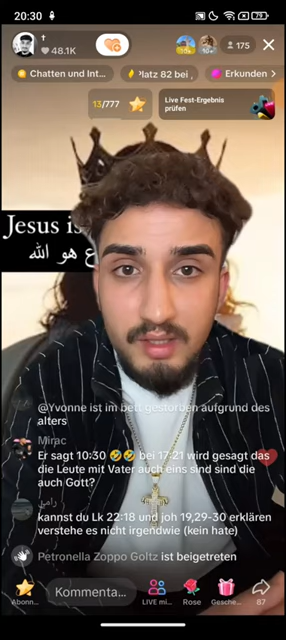 20:30
79
†
48.1K
175
Chatten und Int...
Platz 82 bei
Erkunden >
13/777
Live Fest-Ergebnis
prüfen
Jesus is
هو الله
@Yvonne ist im bett gestorben aufgrund des
alters
Mirac
Er sagt 10:30 🤣🤣 bei 17:21 wird gesagt das
die Leute mit Vater auch eins sind sind die
auch Gott?
kannst du Lk 22:18 und joh 19,29-30 erklären
verstehe es nicht irgendwie (kein hate)
Petronella Zoppo Goltz ist beigetreten
Abonn...
Kommenta...
LIVE mi...
Rose
Gesche...
87